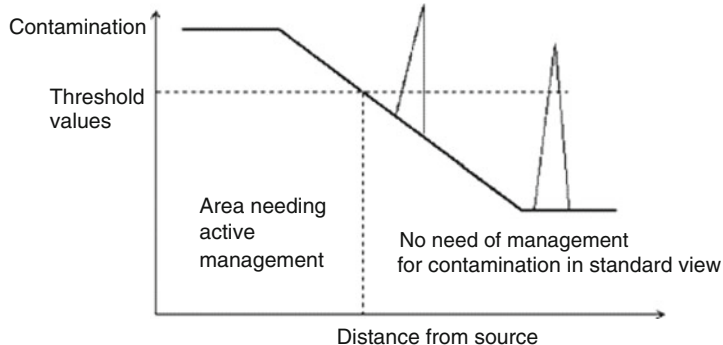 Contamination
Threshold
values
Area needing
active
management
No need of management
for contamination in standard view
Distance from source